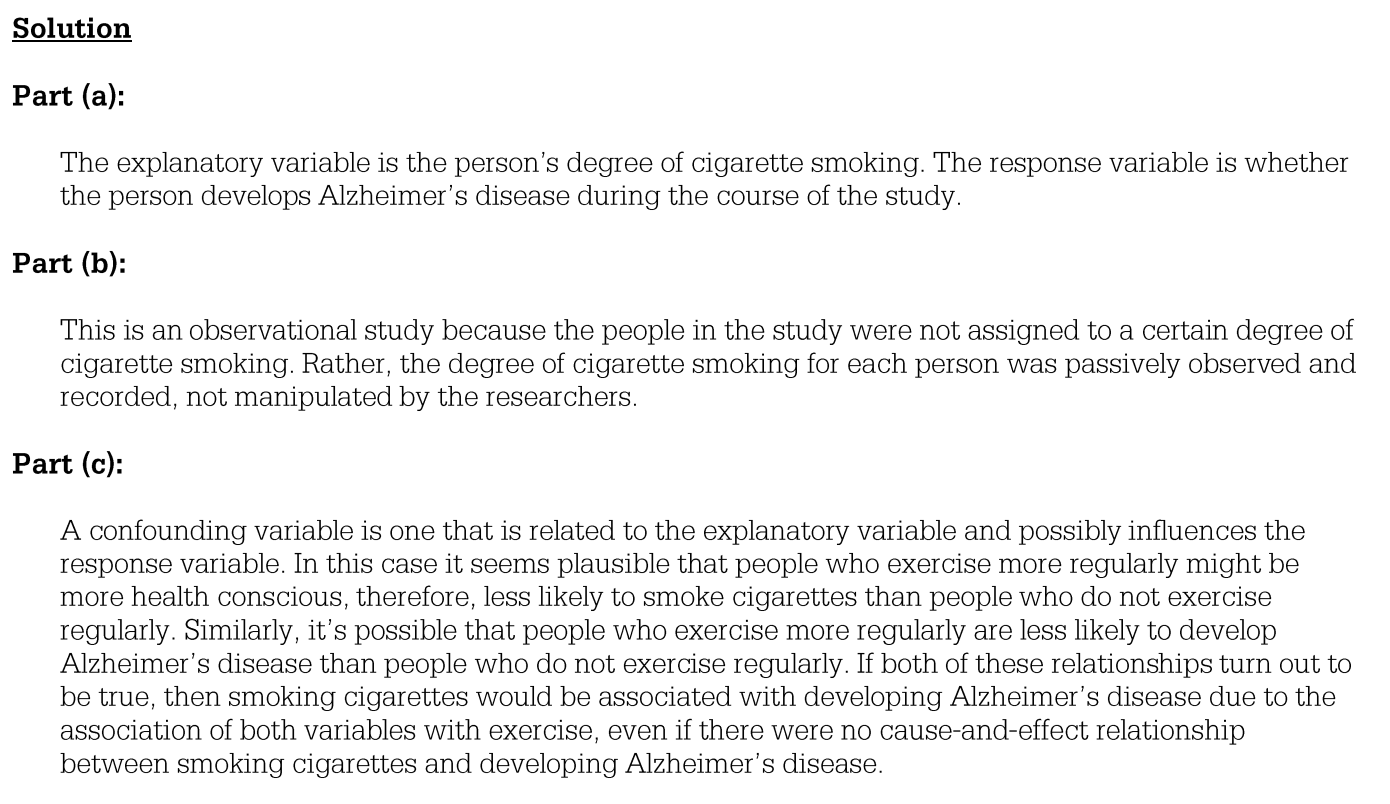 Solution
Part (a):
The explanatory variable is the person’s degree of cigarette smoking. The response variable is whether
the person develops Alzheimer’s disease during the course of the study.
Part (b):
This is an observational study because the people in the study were not assigned to a certain degree of
cigarette smoking. Rather, the degree of cigarette smoking for each person was passively observed and
recorded, not manipulated by the researchers.
Part (c):
A confounding variable is one that is related to the explanatory variable and possibly influences the
response variable. In this case it seems plausible that people who exercise more regularly might be
more health conscious, therefore, less likely to smoke cigarettes than people who do not exercise
regularly. Similarly, it’s possible that people who exercise more regularly are less likely to develop
Alzheimer’s disease than people who do not exercise regularly. If both of these relationships turn out to
be true, then smoking cigarettes would be associated with developing Alzheimer’s disease due to the
association of both variables with exercise, even if there were no cause-and-effect relationship
between smoking cigarettes and developing Alzheimer’s disease.